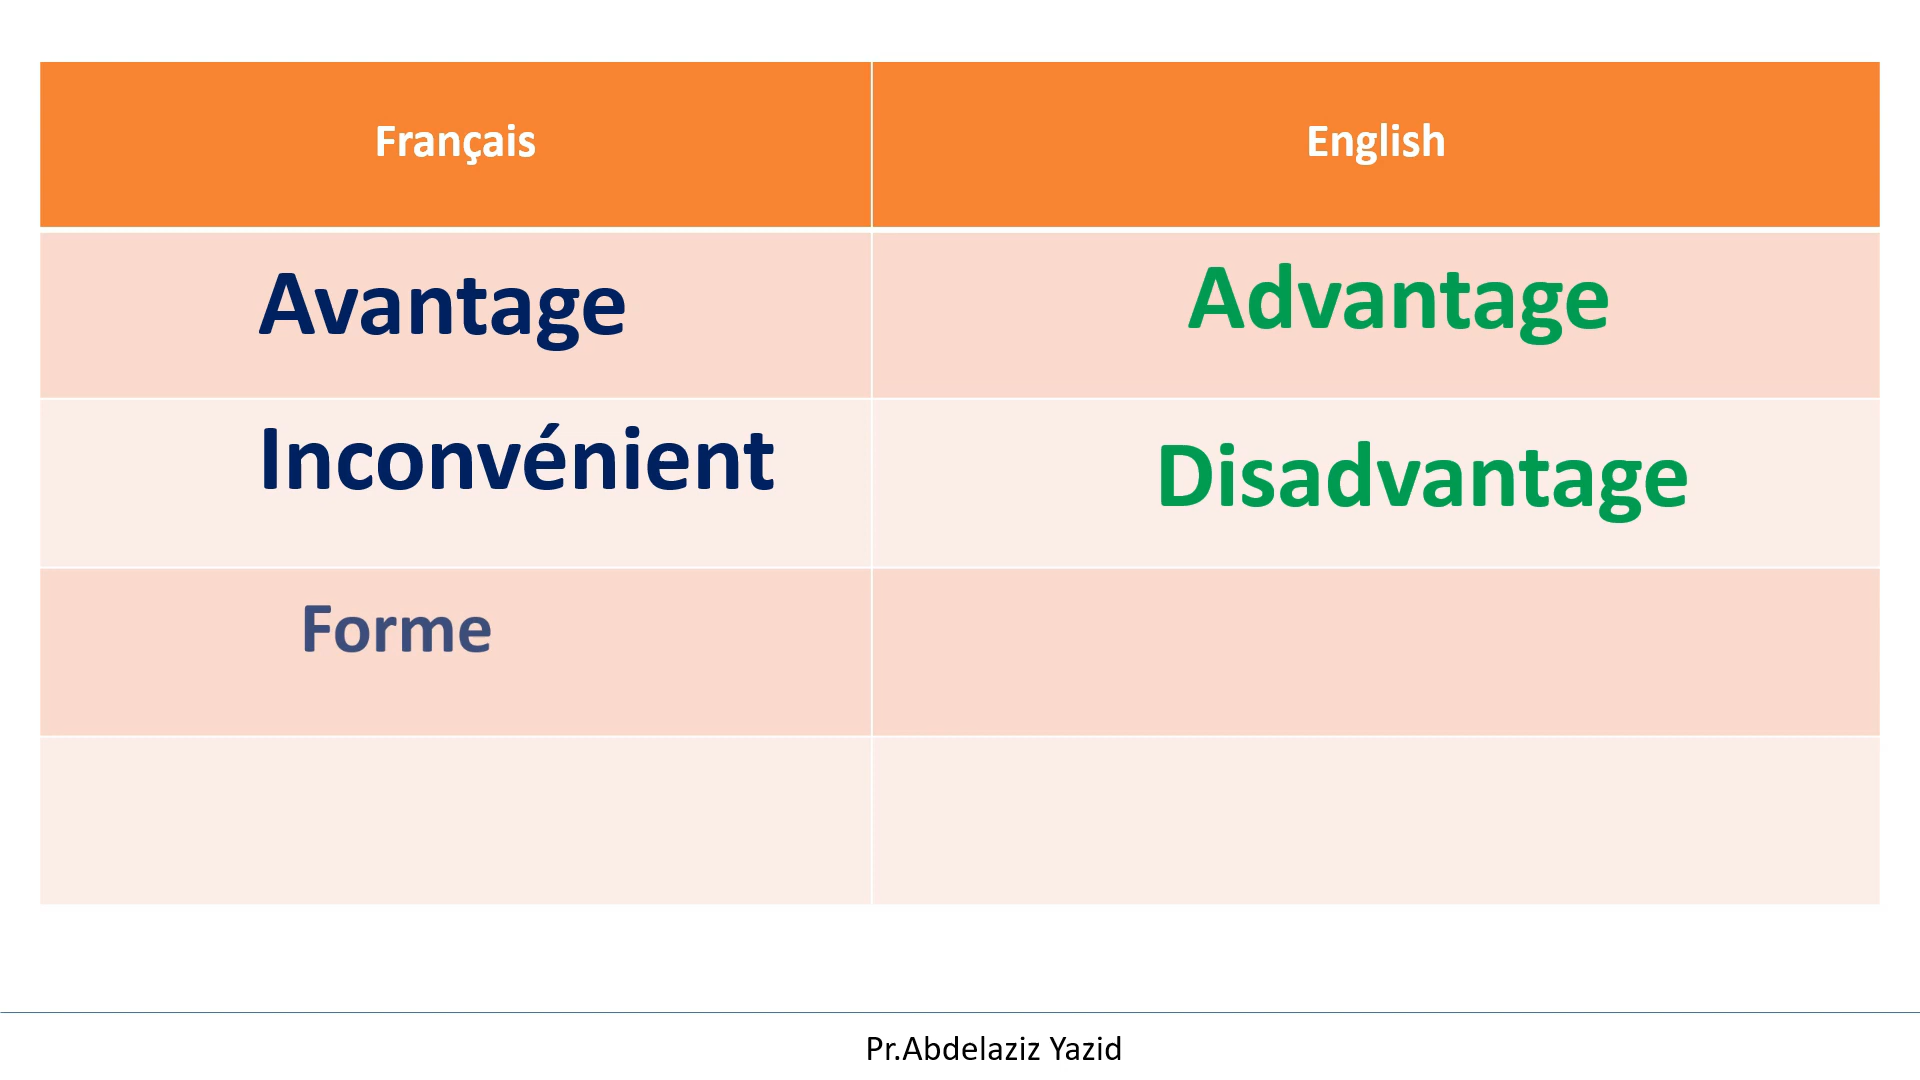 Français English
Avantage Advantage
Inconvénient Disadvantage
Forme
Pr.Abdelaziz Yazid